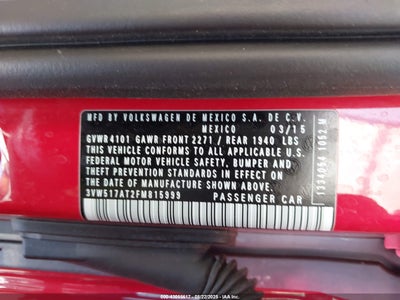 MFD BY VOLKSWAGEN DE MEXICO S.A. DE C.V.
MEXICO 03/15
GVWR4101 GAWR FRONT 2271 / REAR 1940 LBS
THIS VEHICLE CONFORMS TO ALL APPLICABLE U.S.
FEDERAL MOTOR VEHICLE SAFETY, BUMPER AND
THEFT PREVENTION STANDARDS IN EFFECT ON THE
DATE OF MANUFACTURE SHOWN ABOVE
3VW517AT2FM815999 PASSENGER CAR